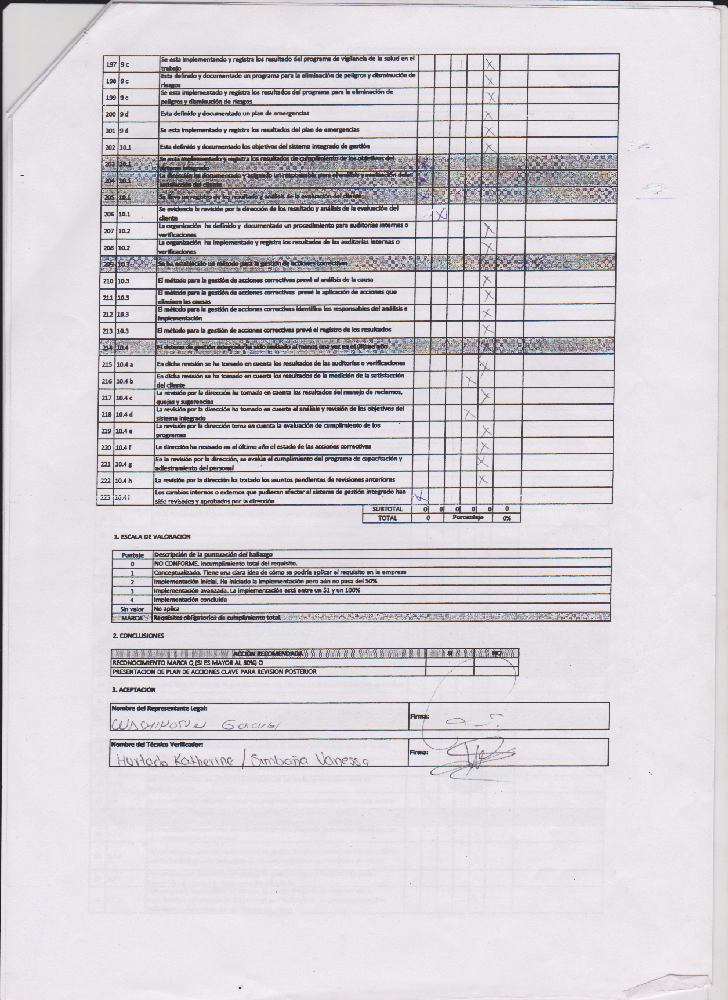 197 9 c Se esta implementando y registra los resultado del programa de vigilancia de la salud en el
trabajo X
198 9 c Esta definido y documentado un programa para la eliminación de peligros y disminución de
riesgos X
199 9 c Se esta implementado y registra los resultados del programa para la eliminación de
peligros y disminución de riesgos X
200 9 d Esta definido y documentado un plan de emergencias X
201 9 d Se esta implementado y registra los resultados del plan de emergencias X
202 10.1 Esta definido y documentado los objetivos del sistema integrado de gestión X
203 10.1 Se esta implementado y registra los resultados de cumplimiento de los objetivos del
sistema integrado X
204 10.1 La dirección ha documentado y asignado un responsable para el análisis y evaluación dela
satisfacción del cliente X
205 10.1 Se lleva un registro de los resultado y análisis de la evaluación del cliente X
206 10.1 Se evidencia la revisión por la dirección de los resultado y análisis de la evaluación del
cliente X
207 10.2 La organización ha definido y documentado un procedimiento para auditorías internas o
verificaciones X
208 10.2 La organización ha implementado y registra los resultados de las auditorías internas o
verificaciones X
209 10.3 Se ha establecido un método para la gestión de acciones correctivas X
210 10.3 El método para la gestión de acciones correctivas prevé el análisis de la causa X
211 10.3 El método para la gestión de acciones correctivas prevé la aplicación de acciones que
eliminen las causas X
212 10.3 El método para la gestión de acciones correctivas identifica los responsables del análisis e
implementación X
213 10.3 El método para la gestión de acciones correctivas prevé el registro de los resultados X
214 10.4 El sistema de gestión integrado ha sido revisado al menos una vez en el último año X
215 10.4 a En dicha revisión se ha tomado en cuenta los resultados de las auditorías o verificaciones X
216 10.4 b En dicha revisión se ha tomado en cuenta los resultados de la medición de la satisfacción
del cliente X
217 10.4 c La revisión por la dirección ha tomado en cuenta los resultados del manejo de reclamos,
quejas y sugerencias X
218 10.4 d La revisión por la dirección ha tomado en cuenta el análisis y revisión de los objetivos del
sistema integrado X
219 10.4 e La revisión por la dirección toma en cuenta la evaluación de cumplimiento de los
programas X
220 10.4 f La dirección ha resisado en el último año el estado de las acciones correctivas X
221 10.4 g En la revisión por la dirección, se evalúa el cumplimiento del programa de capacitación y
adiestramiento del personal X
222 10.4 h La revisión por la dirección ha tratado los asuntos pendientes de revisiones anteriores X
223 10.4 i Los cambios internos o externos que pudieran afectar al sistema de gestión integrado han
sido revisados y aprobados por la dirección X
SUBTOTAL 0 0 0 0 0 0
TOTAL 0 Porcentaje 0%
1. ESCALA DE VALORACION
Puntaje Descripción de la puntuación del hallazgo
0 NO CONFORME. Incumplimiento total del requisito.
1 Conceptualizado. Tiene una clara idea de cómo se podría aplicar el requisito en la empresa
2 Implementación inicial. Ha iniciado la implementación pero aún no pasa del 50%
3 Implementación avanzada. La implementación está entre un 51 y un 100%
4 Implementación concluida
Sin valor No aplica
MARCA Requisitos obligatorios de cumplimiento total.
2. CONCLUSIONES
ACCION RECOMENDADA SI NO
RECONOCIMIENTO MARCA Q (SI ES MAYOR AL 80%) O
PRESENTACION DE PLAN DE ACCIONES CLAVE PARA REVISION POSTERIOR
3. ACEPTACION
Nombre del Representante Legal:
Firma:
Nombre del Técnico Verificador:
Hurtado Katherine / Simbaña Vanessa
Firma: